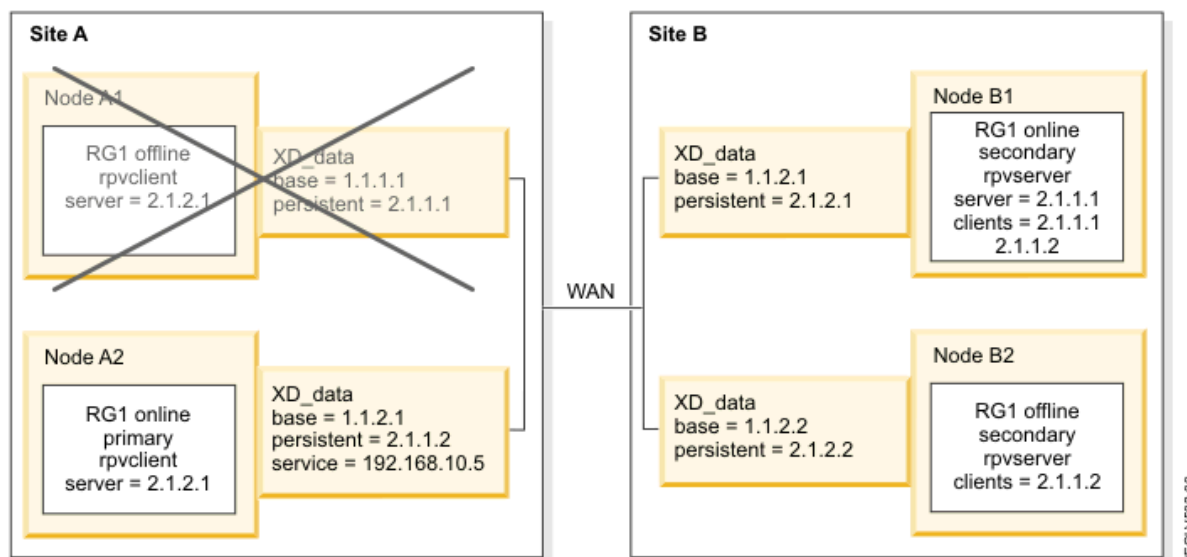 Site A
Node A1
RG1 offline
rpvclient
server = 2.1.2.1
XD_data
base = 1.1.1.1
persistent = 2.1.1.1
Node A2
RG1 online
primary
rpvclient
server = 2.1.2.1
XD_data
base = 1.1.2.1
persistent = 2.1.1.2
service = 192.168.10.5
WAN
Site B
XD_data
base = 1.1.2.1
persistent = 2.1.2.1
Node B1
RG1 online
secondary
rpvserver
server = 2.1.1.1
clients = 2.1.1.1
2.1.1.2
XD_data
base = 1.1.2.2
persistent = 2.1.2.2
Node B2
RG1 offline
secondary
rpvserver
clients = 2.1.1.2